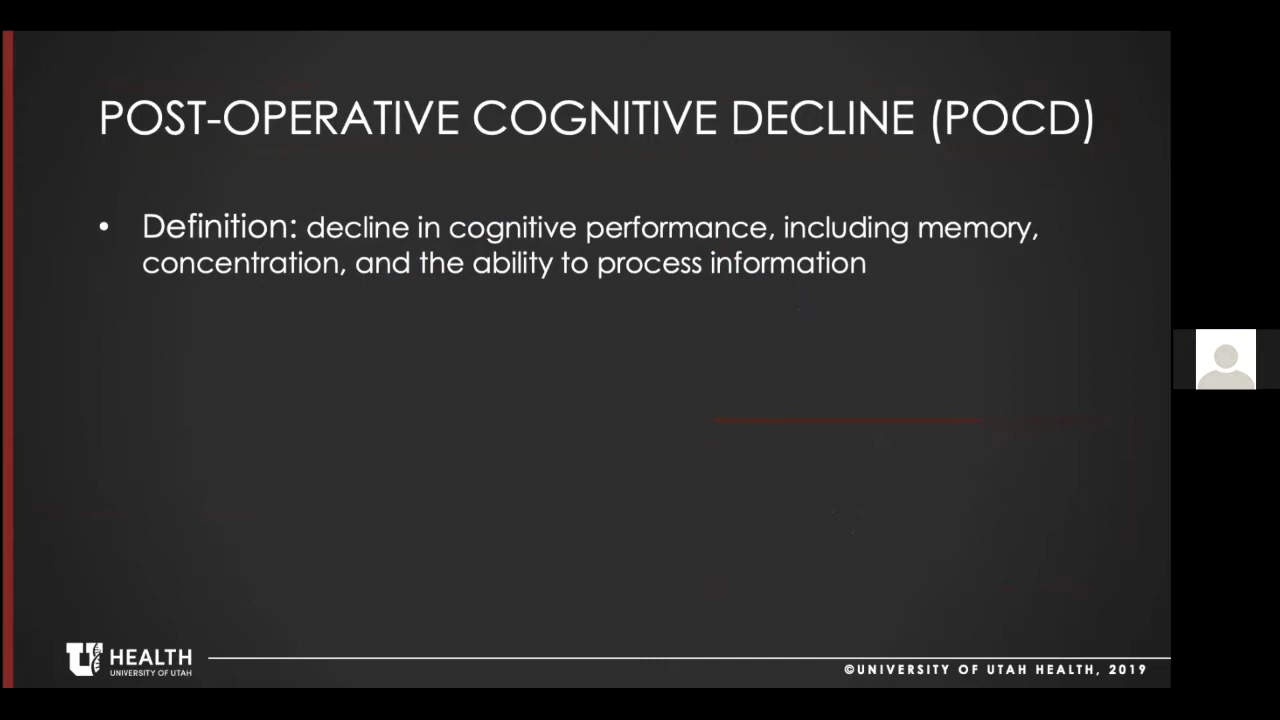 POST-OPERATIVE COGNITIVE DECLINE (POCD)
• Definition: decline in cognitive performance, including memory,
concentration, and the ability to process information
U HEALTH
UNIVERSITY OF UTAH
©UNIVERSITY OF UTAH HEALTH, 2019